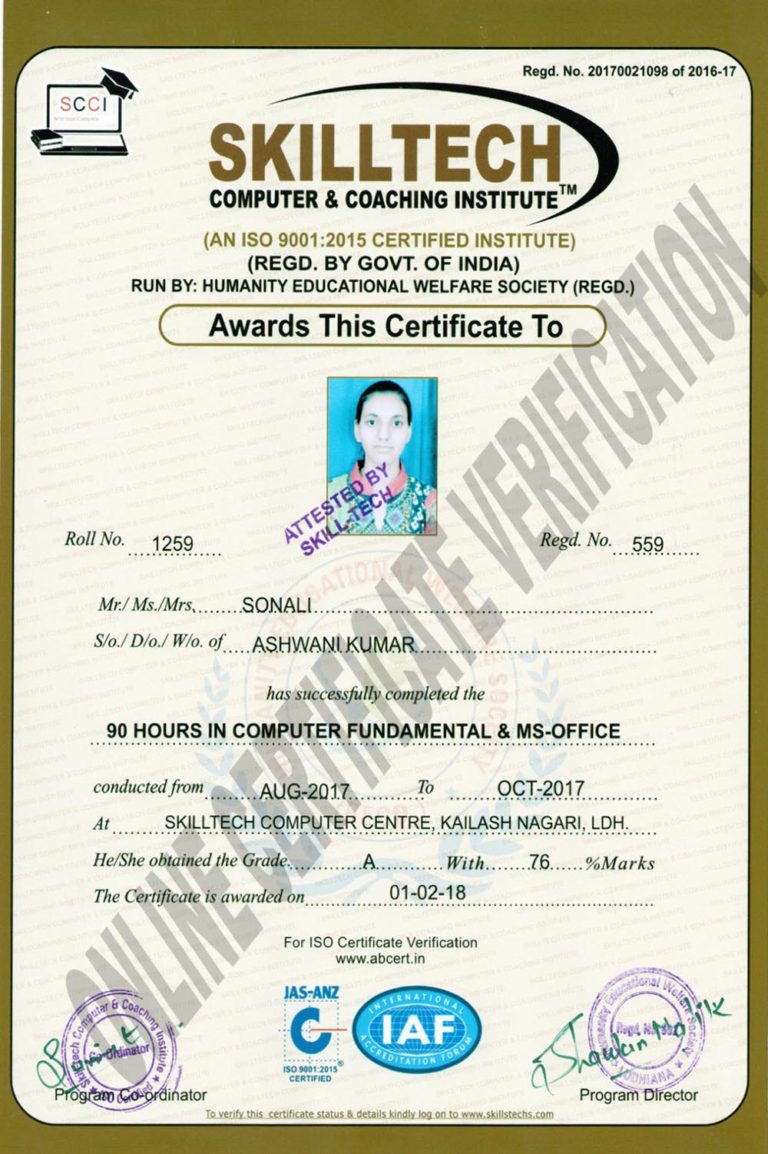 Regd. No. 20170021098 of 2016-17
SCCI
SKILLTECH
COMPUTER & COACHING INSTITUTE™
(AN ISO 9001:2015 CERTIFIED INSTITUTE)
(REGD. BY GOVT. OF INDIA)
RUN BY: HUMANITY EDUCATIONAL WELFARE SOCIETY (REGD.)
Awards This Certificate To
ATTESTED BY
SKILL-TECH
Roll No. 1259 Regd. No. 559
Mr./ Ms./Mrs. SONALI
S/o./ D/o./ W/o. of ASHWANI KUMAR
has successfully completed the
90 HOURS IN COMPUTER FUNDAMENTAL & MS-OFFICE
conducted from AUG-2017 To OCT-2017
At SKILLTECH COMPUTER CENTRE, KAILASH NAGARI, LDH.
He/She obtained the Grade A With 76 %Marks
The Certificate is awarded on 01-02-18
ONLINE CERTIFICATE VERIFICATION
For ISO Certificate Verification
www.abcert.in
JAS-ANZ
ISO 9001:2015
CERTIFIED
®
INTERNATIONAL
IAF
ACCREDITATION FORUM
Skilltech Computer & Coaching Institute
Co-Ordinator
ISO Certified
Humanity Educational Welfare Society
LUDHIANA
Program Co-ordinator Program Director
To verify this certificate status & details kindly log on to www.skillstechs.com